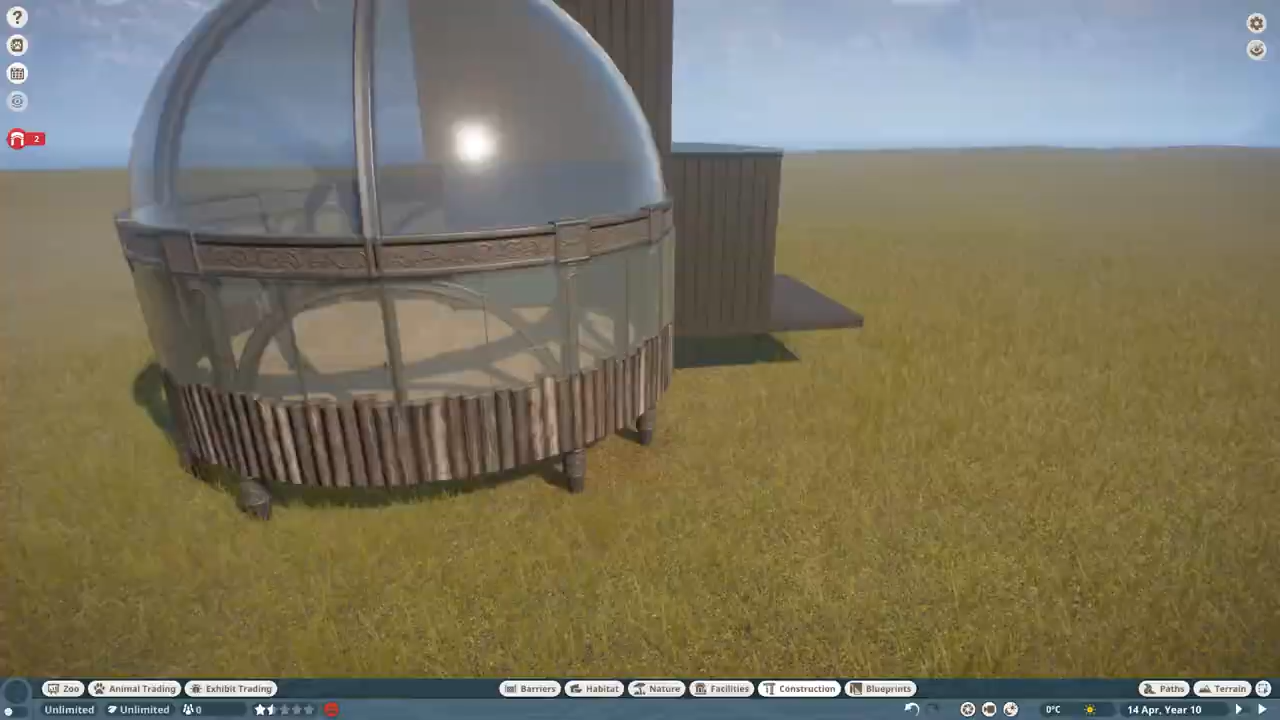 ?
2
Zoo Animal Trading Exhibit Trading Barriers Habitat Nature Facilities Construction Blueprints Paths Terrain
Unlimited Unlimited 0 0°C 14 Apr, Year 10